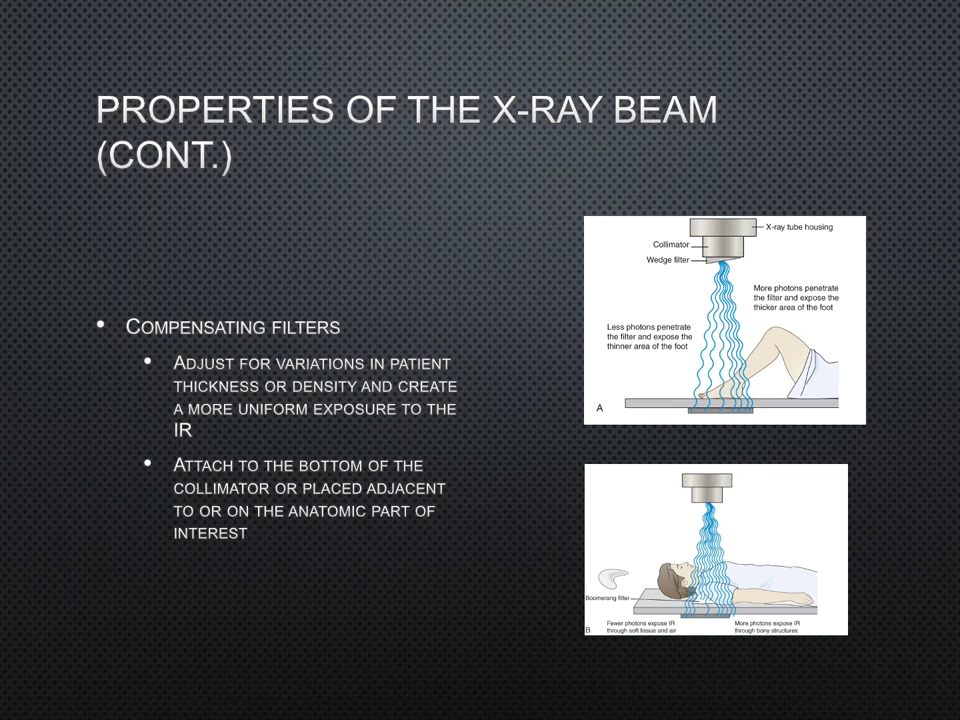 PROPERTIES OF THE X-RAY BEAM
(CONT.)
• COMPENSATING FILTERS
• ADJUST FOR VARIATIONS IN PATIENT
THICKNESS OR DENSITY AND CREATE
A MORE UNIFORM EXPOSURE TO THE
IR
• ATTACH TO THE BOTTOM OF THE
COLLIMATOR OR PLACED ADJACENT
TO OR ON THE ANATOMIC PART OF
INTEREST
X-ray tube housing
Collimator
Wedge filter
More photons penetrate
the filter and expose the
thicker area of the foot
Less photons penetrate
the filter and expose the
thinner area of the foot
A
Boomerang filter
B
Fewer photons expose IR
through soft tissue and air
More photons expose IR
through bony structures